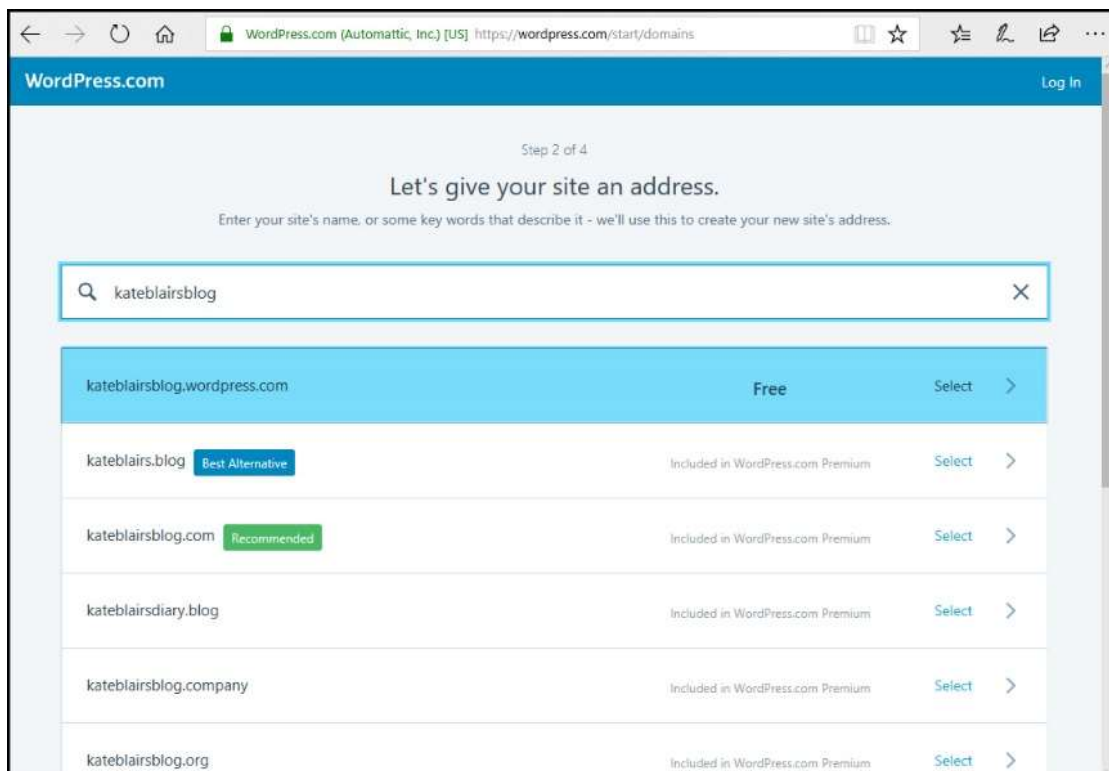 WordPress.com (Automattic, Inc.) [US] https://wordpress.com/start/domains
WordPress.com Log In
Step 2 of 4
Let's give your site an address.
Enter your site's name, or some key words that describe it - we'll use this to create your new site's address.
kateblairsblog
kateblairsblog.wordpress.com Free Select
kateblairs.blog Best Alternative Included in WordPress.com Premium Select
kateblairsblog.com Recommended Included in WordPress.com Premium Select
kateblairsdiary.blog Included in WordPress.com Premium Select
kateblairsblog.company Included in WordPress.com Premium Select
kateblairsblog.org Included in WordPress.com Premium Select